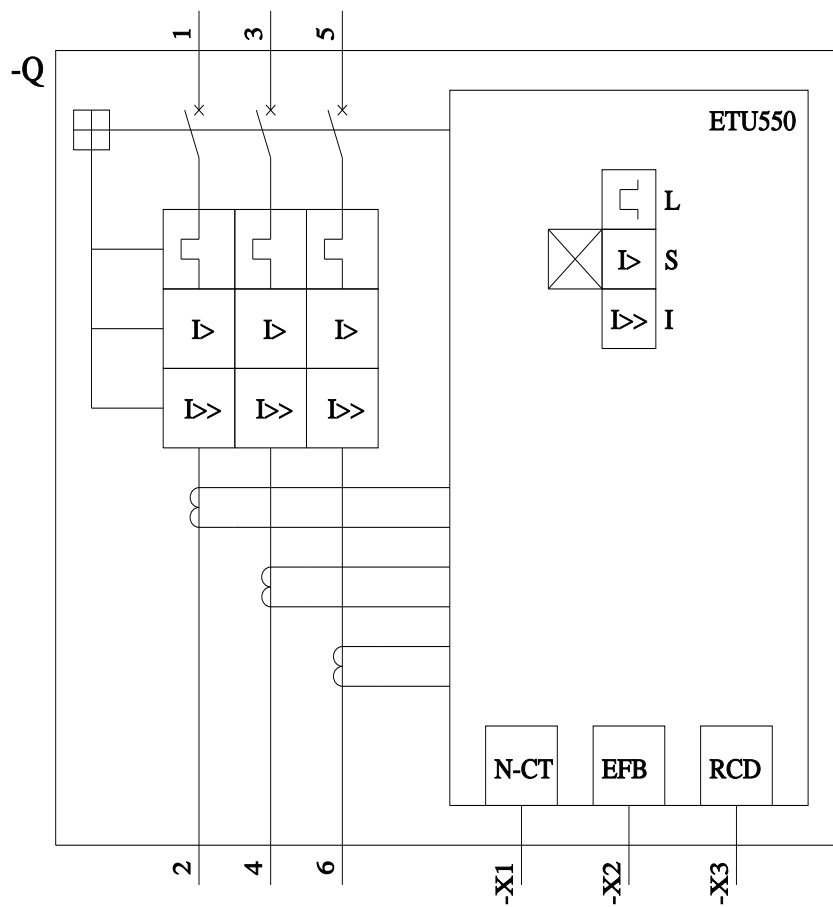 1 3 5
-Q
ETU550
L
I> S
I>> I
I> I> I>
I>> I>> I>>
N-CT EFB RCD
2 4 6 -X1 -X2 -X3